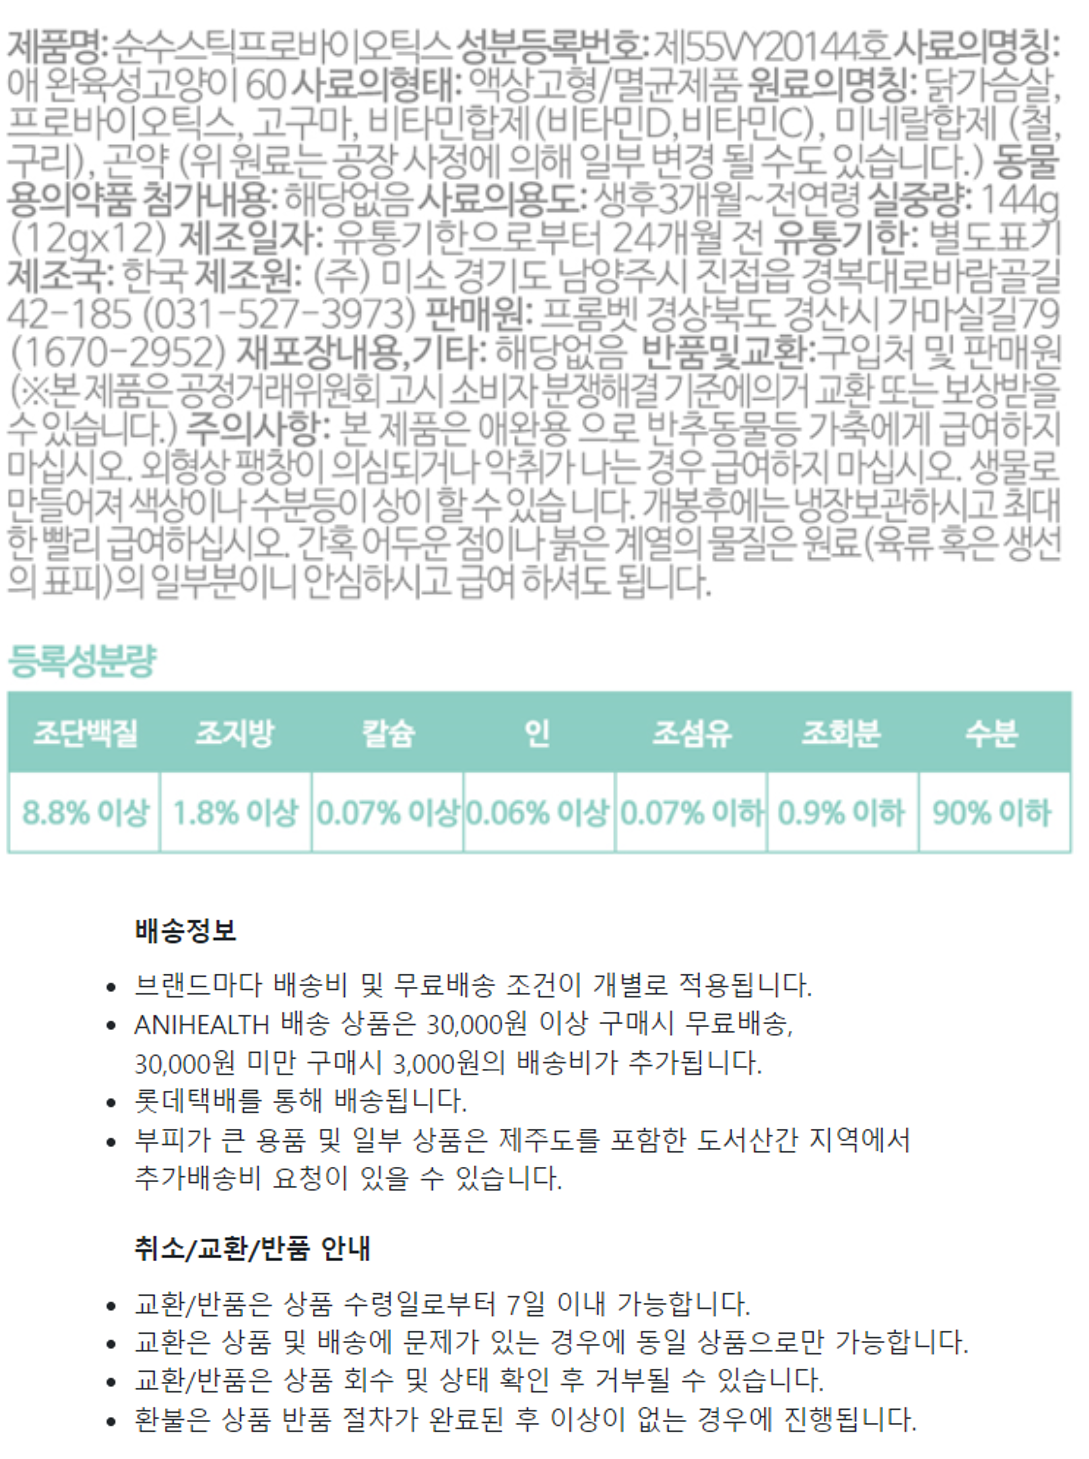 제품명: 순수스틱프로바이오틱스 성분등록번호: 제55VY20144호 사료의명칭:
애 완육성고양이 60 사료의형태: 액상고형/멸균제품 원료의명칭: 닭가슴살,
프로바이오틱스, 고구마, 비타민합제(비타민D,비타민C), 미네랄합제 (철,
구리), 곤약 (위 원료는 공장 사정에 의해 일부 변경 될 수도 있습니다.) 동물
용의약품 첨가내용: 해당없음 사료의용도: 생후3개월~전연령 실중량: 144g
(12gx12) 제조일자: 유통기한으로부터 24개월 전 유통기한: 별도표기
제조국: 한국 제조원: (주) 미소 경기도 남양주시 진접읍 경복대로바람골길
42-185 (031-527-3973) 판매원: 프롬벳 경상북도 경산시 가마실길79
(1670-2952) 재포장내용,기타: 해당없음 반품및교환:구입처 및 판매원
(※본 제품은 공정거래위원회 고시 소비자 분쟁해결 기준에의거 교환 또는 보상받을
수 있습니다.) 주의사항: 본 제품은 애완용 으로 반추동물등 가축에게 급여하지
마십시오. 외형상 팽창이 의심되거나 악취가 나는 경우 급여하지 마십시오. 생물로
만들어져 색상이나 수분등이 상이 할 수 있습 니다. 개봉후에는 냉장보관하시고 최대
한 빨리 급여하십시오. 간혹 어두운 점이나 붉은 계열의 물질은 원료(육류 혹은 생선
의 표피)의 일부분이니 안심하시고 급여 하셔도 됩니다.
등록성분량
조단백질 조지방 칼슘 인 조섬유 조회분 수분
8.8% 이상 1.8% 이상 0.07% 이상 0.06% 이상 0.07% 이하 0.9% 이하 90% 이하
배송정보
• 브랜드마다 배송비 및 무료배송 조건이 개별로 적용됩니다.
• ANIHEALTH 배송 상품은 30,000원 이상 구매시 무료배송,
30,000원 미만 구매시 3,000원의 배송비가 추가됩니다.
• 롯데택배를 통해 배송됩니다.
• 부피가 큰 용품 및 일부 상품은 제주도를 포함한 도서산간 지역에서
추가배송비 요청이 있을 수 있습니다.
취소/교환/반품 안내
• 교환/반품은 상품 수령일로부터 7일 이내 가능합니다.
• 교환은 상품 및 배송에 문제가 있는 경우에 동일 상품으로만 가능합니다.
• 교환/반품은 상품 회수 및 상태 확인 후 거부될 수 있습니다.
• 환불은 상품 반품 절차가 완료된 후 이상이 없는 경우에 진행됩니다.